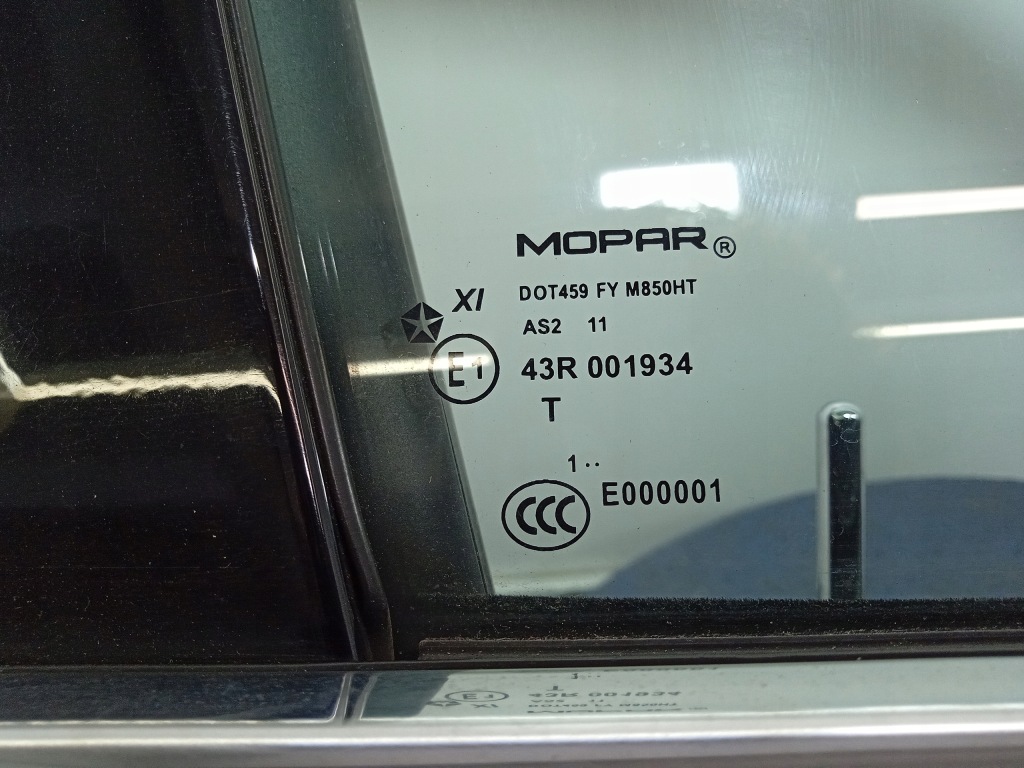 MOPAR®
XI DOT459 FY M850HT
AS2 11
E1 43R 001934
T
1··
CCC E000001